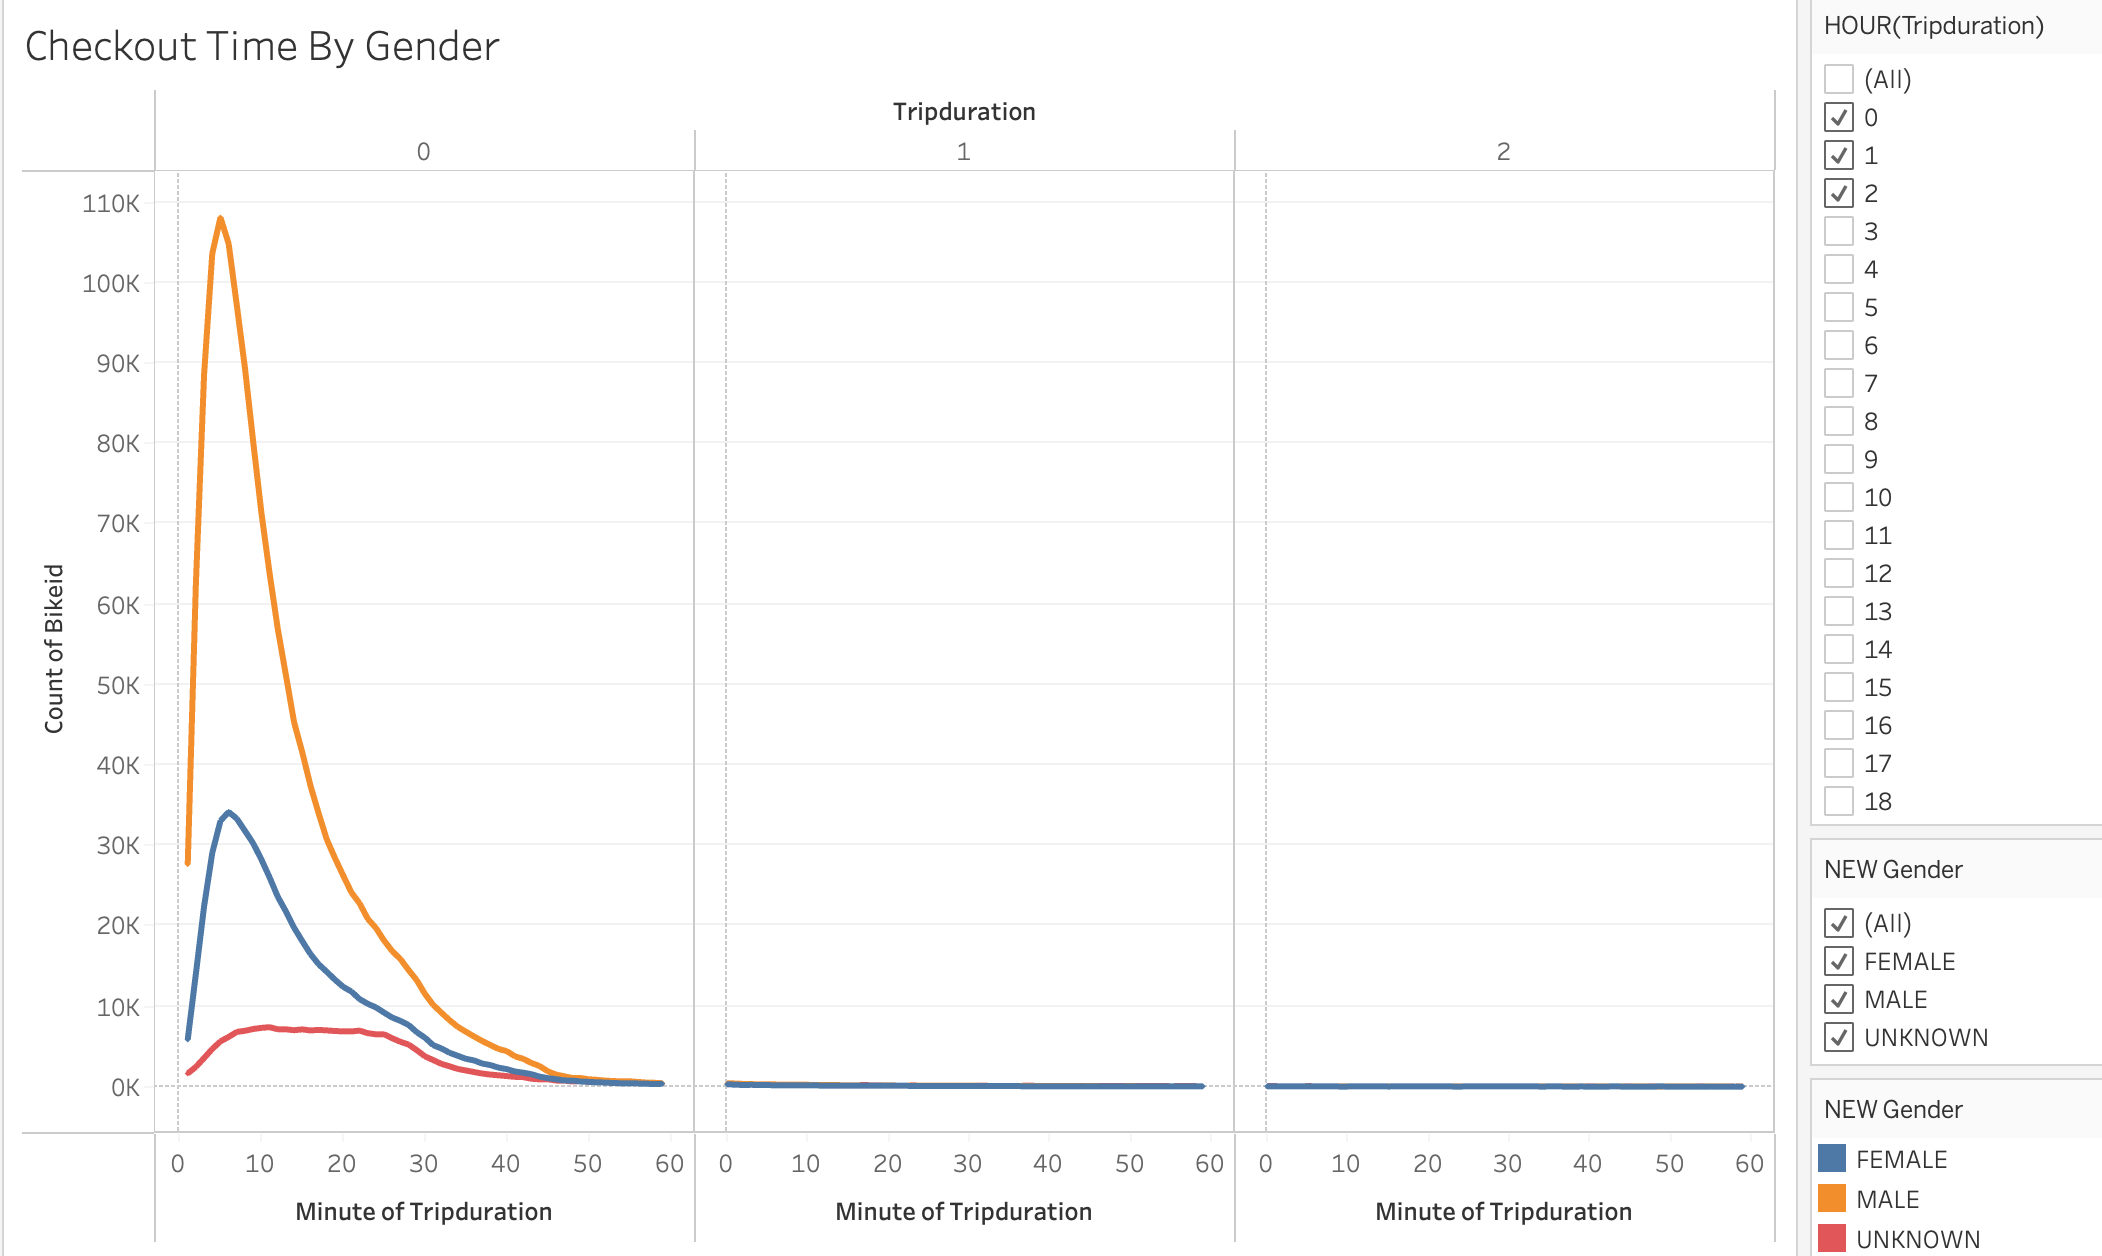 Checkout Time By Gender
Tripduration
0 1 2
110K
100K
90K
80K
70K
60K
50K
40K
30K
20K
10K
0K
Count of Bikeid
0 10 20 30 40 50 60 0 10 20 30 40 50 60 0 10 20 30 40 50 60
Minute of Tripduration Minute of Tripduration Minute of Tripduration
HOUR(Tripduration)
(All)
0
1
2
3
4
5
6
7
8
9
10
11
12
13
14
15
16
17
18
NEW Gender
(All)
FEMALE
MALE
UNKNOWN
NEW Gender
FEMALE
MALE
UNKNOWN